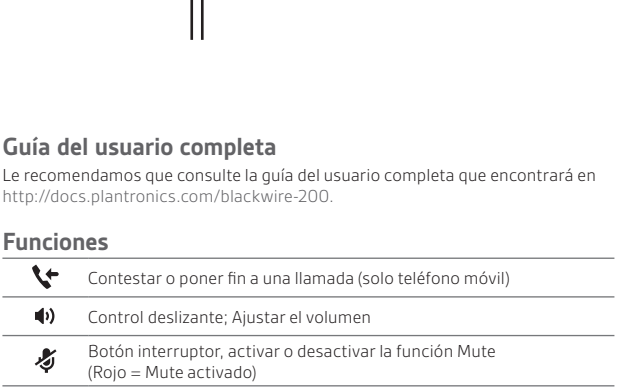 Guía del usuario completa
Le recomendamos que consulte la guía del usuario completa que encontrará en
http://docs.plantronics.com/blackwire-200.
Funciones
Contestar o poner fin a una llamada (solo teléfono móvil)
Control deslizante; Ajustar el volumen
Botón interruptor, activar o desactivar la función Mute
(Rojo = Mute activado)